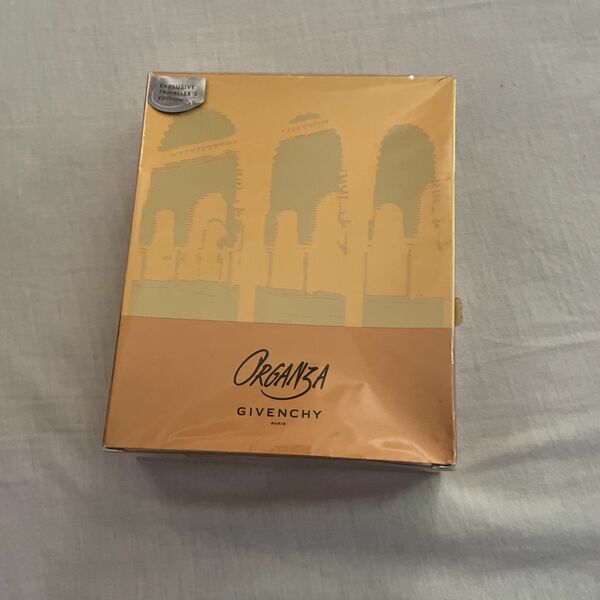 EXCLUSIVE
TRAVELLER'S
EDITION
ORGANZA
GIVENCHY
PARIS